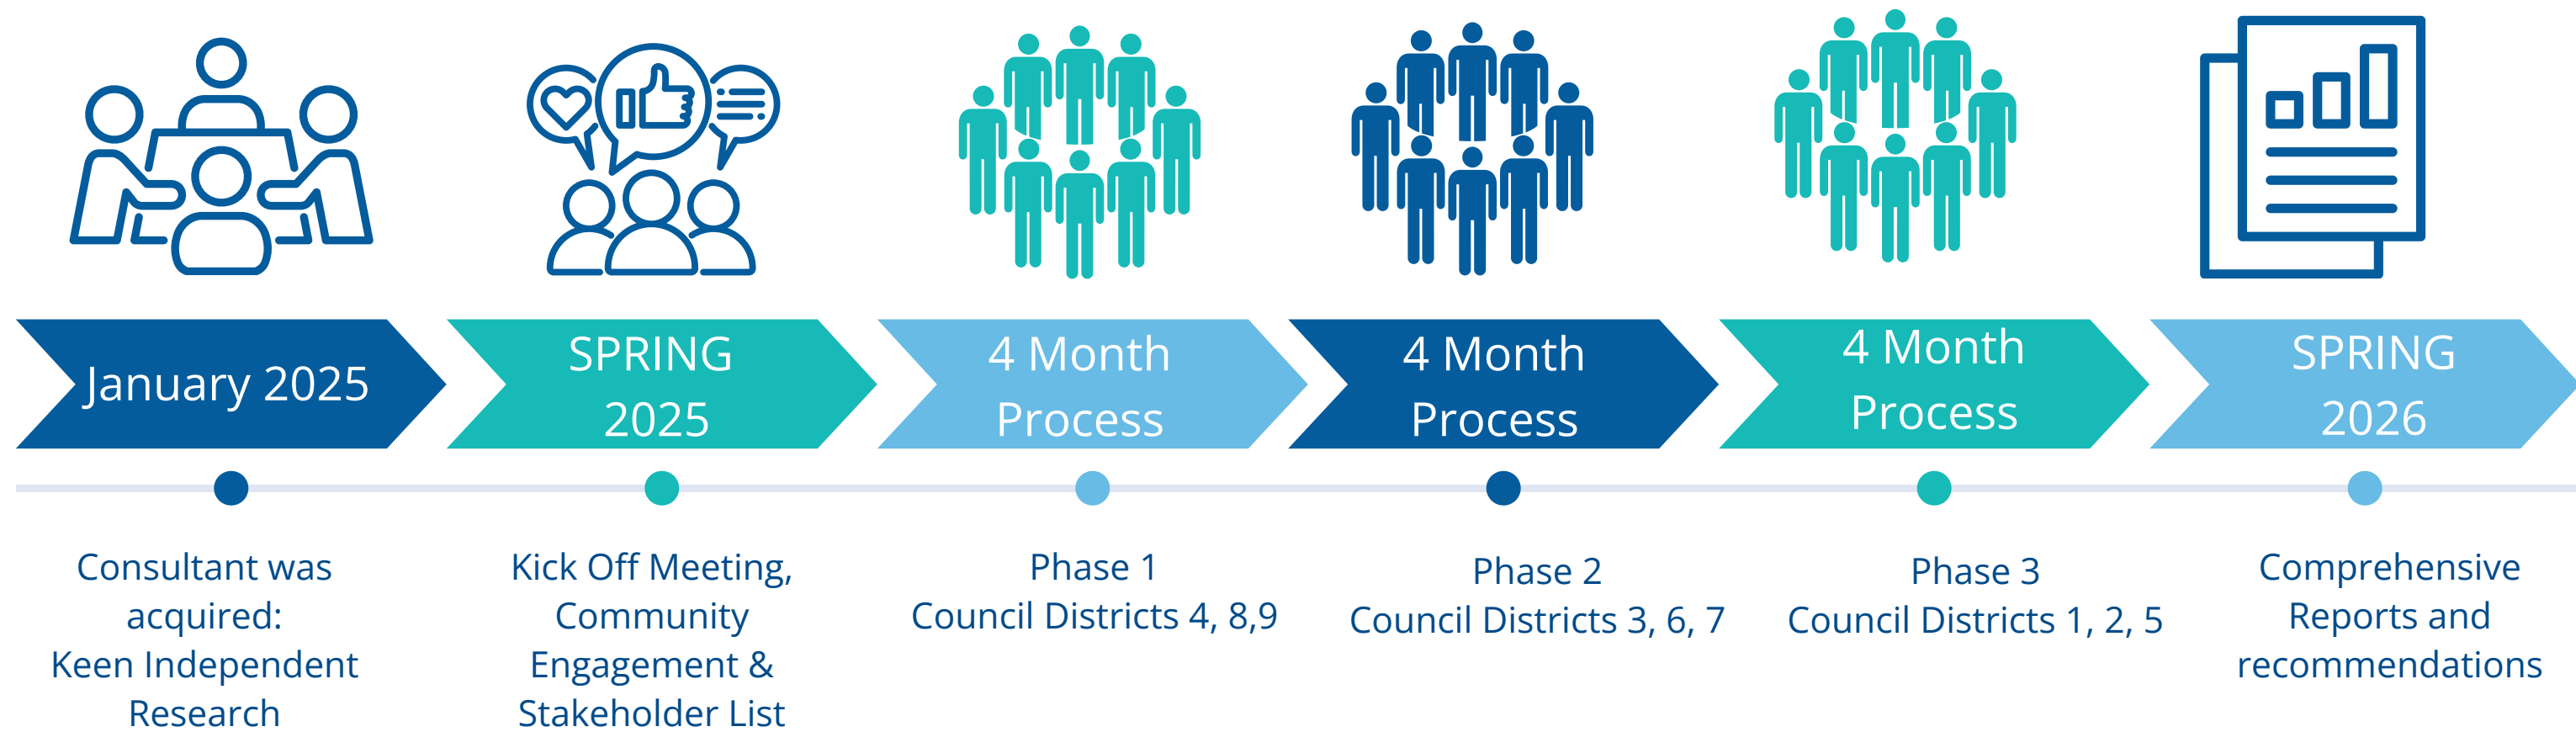 January 2025
SPRING
2025
4 Month
Process
4 Month
Process
4 Month
Process
SPRING
2026
Consultant was
acquired:
Keen Independent
Research
Kick Off Meeting,
Community
Engagement &
Stakeholder List
Phase 1
Council Districts 4, 8,9
Phase 2
Council Districts 3, 6, 7
Phase 3
Council Districts 1, 2, 5
Comprehensive
Reports and
recommendations